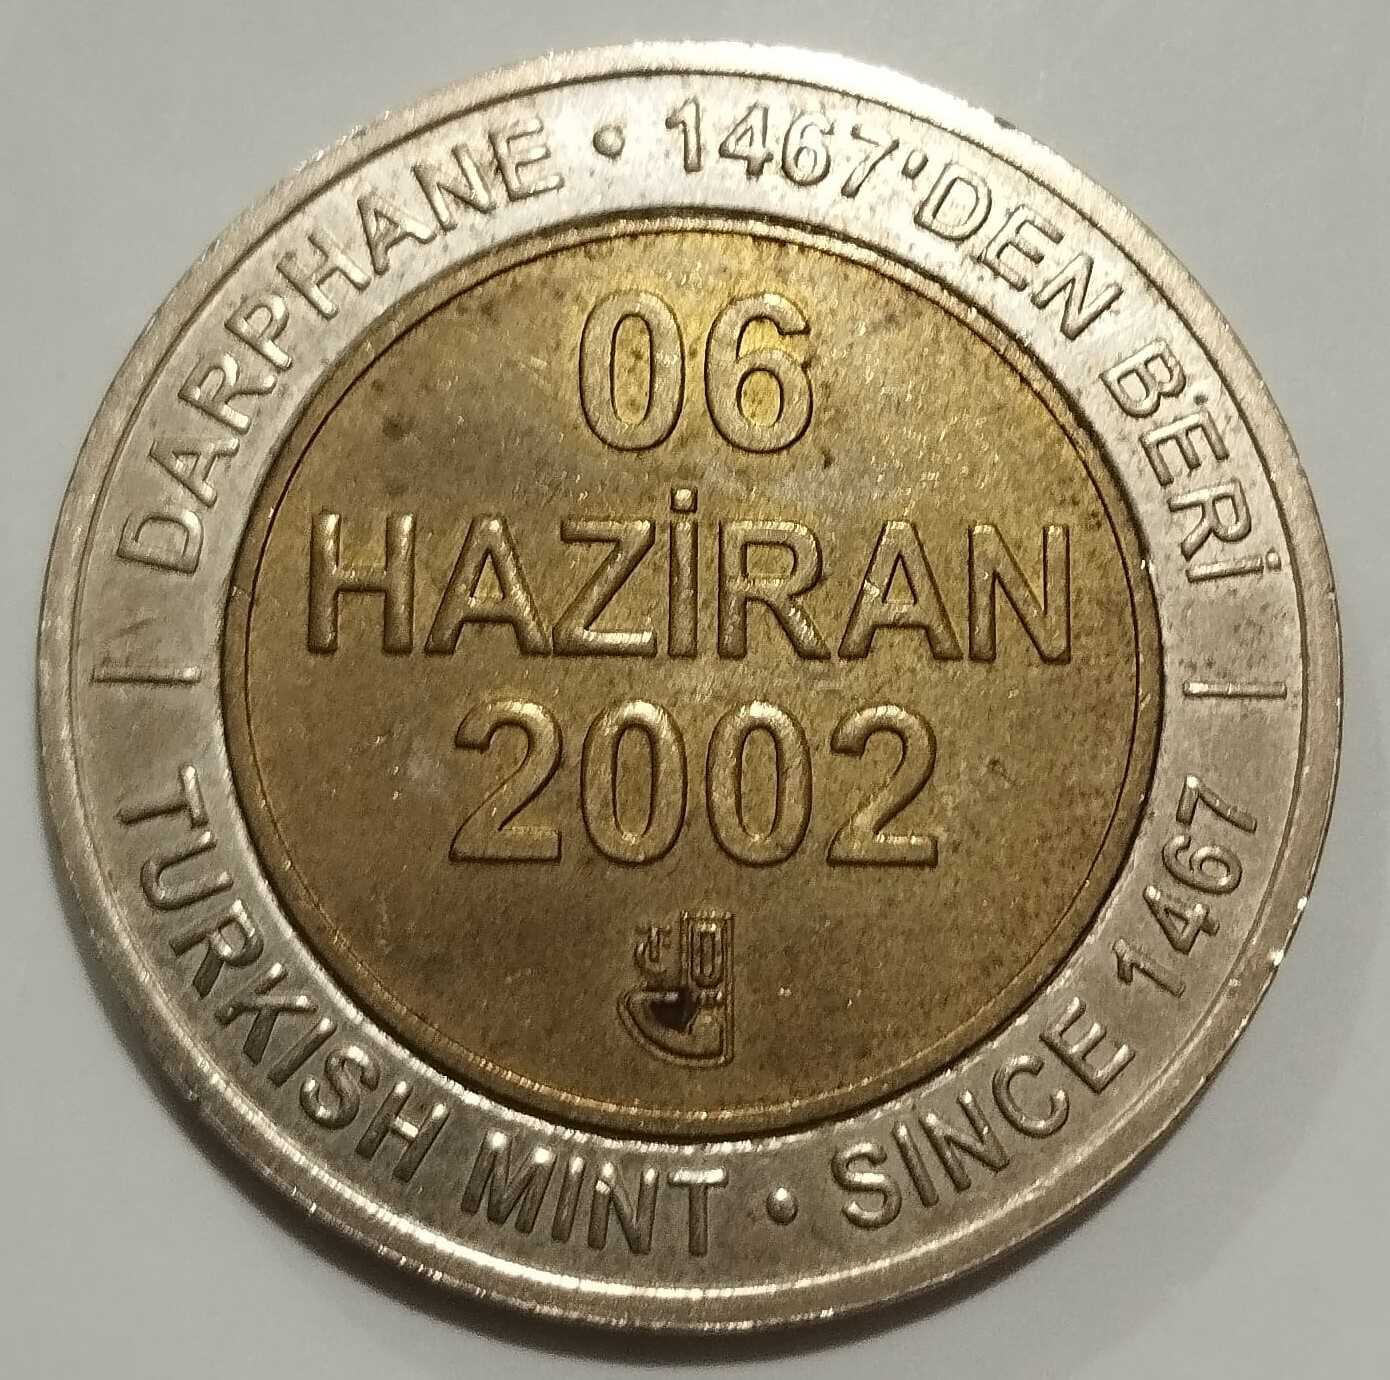 DARPHANE • 1467'DEN BERİ
06
HAZİRAN
2002
TURKISH MINT • SINCE 1467